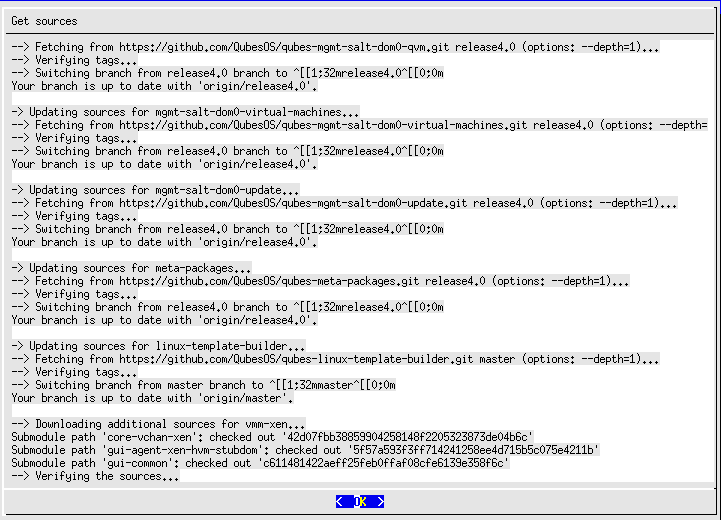 Get sources
--> Fetching from https://github.com/QubesOS/qubes-mgmt-salt-dom0-qvm.git release4.0 (options: --depth=1)...
--> Verifying tags...
--> Switching branch from release4.0 branch to ^[[1;32mrelease4.0^[[0;0m
Your branch is up to date with 'origin/release4.0'.
-> Updating sources for mgmt-salt-dom0-virtual-machines...
--> Fetching from https://github.com/QubesOS/qubes-mgmt-salt-dom0-virtual-machines.git release4.0 (options: --depth=
--> Verifying tags...
--> Switching branch from release4.0 branch to ^[[1;32mrelease4.0^[[0;0m
Your branch is up to date with 'origin/release4.0'.
-> Updating sources for mgmt-salt-dom0-update...
--> Fetching from https://github.com/QubesOS/qubes-mgmt-salt-dom0-update.git release4.0 (options: --depth=1)...
--> Verifying tags...
--> Switching branch from release4.0 branch to ^[[1;32mrelease4.0^[[0;0m
Your branch is up to date with 'origin/release4.0'.
-> Updating sources for meta-packages...
--> Fetching from https://github.com/QubesOS/qubes-meta-packages.git release4.0 (options: --depth=1)...
--> Verifying tags...
--> Switching branch from release4.0 branch to ^[[1;32mrelease4.0^[[0;0m
Your branch is up to date with 'origin/release4.0'.
-> Updating sources for linux-template-builder...
--> Fetching from https://github.com/QubesOS/qubes-linux-template-builder.git master (options: --depth=1)...
--> Verifying tags...
--> Switching branch from master branch to ^[[1;32mmaster^[[0;0m
Your branch is up to date with 'origin/master'.
--> Downloading additional sources for vmm-xen...
Submodule path 'core-vchan-xen': checked out '42d07fbb38859904258148f2205323873de04b6c'
Submodule path 'gui-agent-xen-hvm-stubdom': checked out '5f57a593f3ff714241258ee4d715b5c075e4211b'
Submodule path 'gui-common': checked out 'c611481422aeff25feb0ffaf08cfe6139e358f6c'
--> Verifying the sources...
< OK >